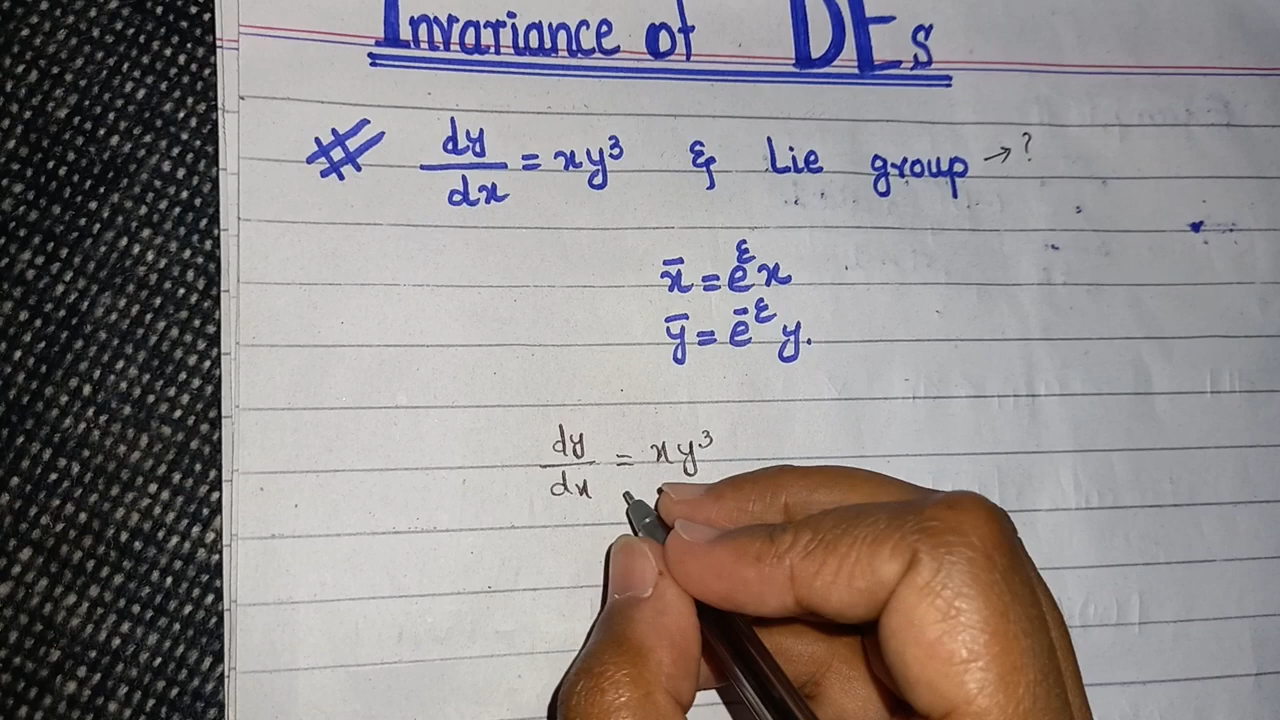 Invariance of DEs
# dy/dx = xy³ & Lie group →?
x̄ = e^ε x
ȳ = e^-ε y.
dy/dx = xy³